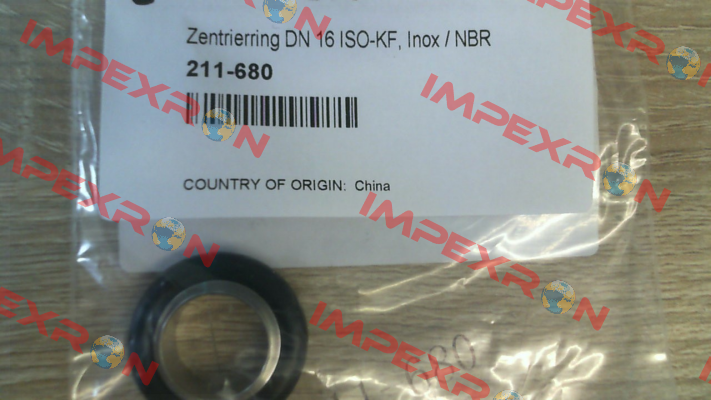 Zentrierring DN 16 ISO-KF, Inox / NBR
211-680
COUNTRY OF ORIGIN: China
680
IMPEXRON
IMPEXRON
IMPEXRON
IMPEXRON
IMPEXRON
IMPEXRON